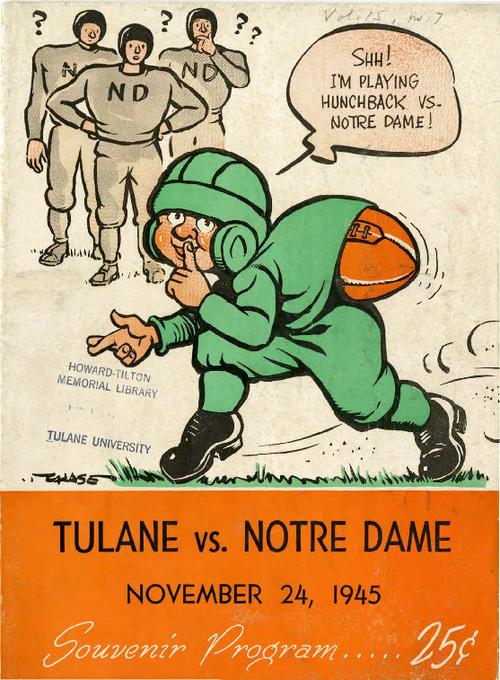 Vol. 15, no. 7
? ? ? ?
SHH!
I'M PLAYING
HUNCHBACK VS-
NOTRE DAME!
N
ND
ND
HOWARD-TILTON
MEMORIAL LIBRARY
TULANE UNIVERSITY
CHASE
TULANE VS. NOTRE DAME
NOVEMBER 24, 1945
Souvenir Program..... 25¢